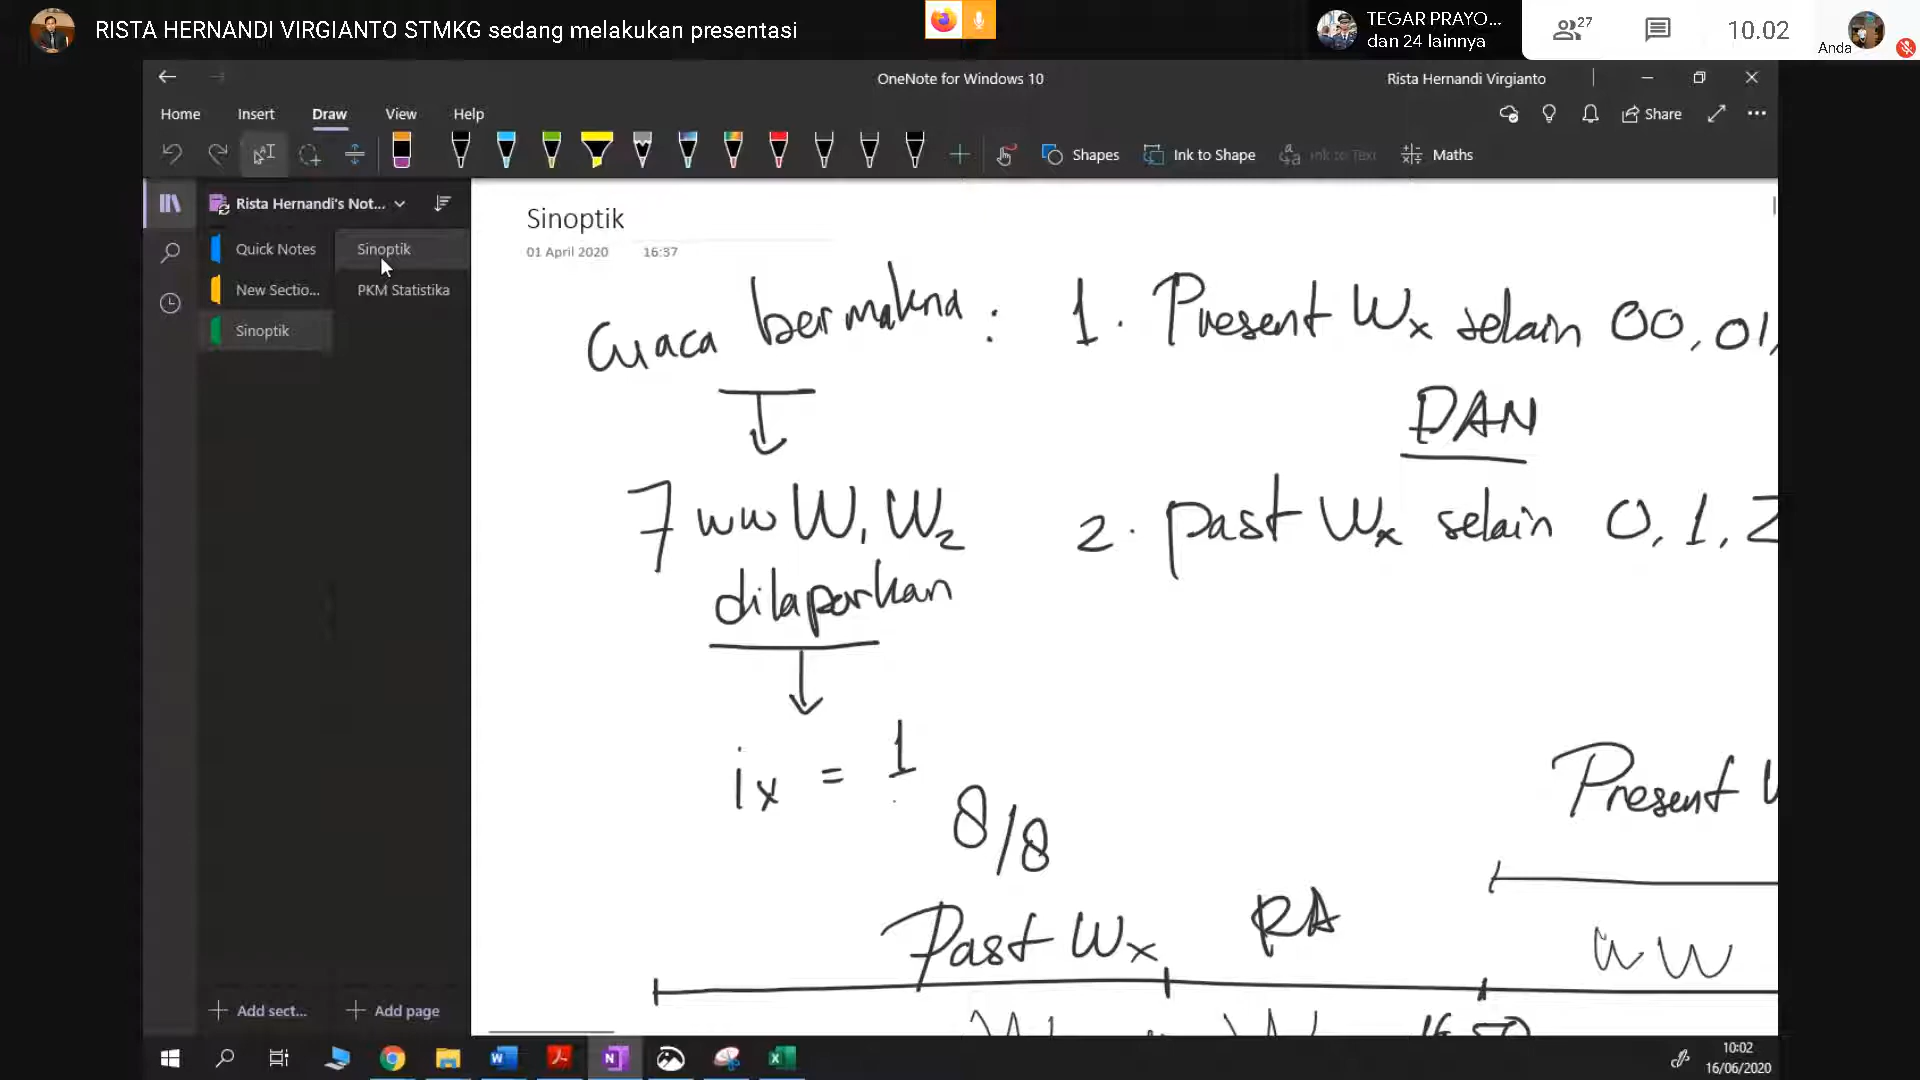 RISTA HERNANDI VIRGIANTO STMKG sedang melakukan presentasi
TEGAR PRAYO...
dan 24 lainnya
27
10.02
Anda
OneNote for Windows 10
Rista Hernandi Virgianto
Home Insert Draw View Help
Share
Shapes
Ink to Shape
Ink to Text
Maths
Rista Hernandi's Not...
Quick Notes
New Sectio...
Sinoptik
Sinoptik
PKM Statistika
Sinoptik
01 April 2020 16:37
Cuaca bermakna : 1. Present Wx selain 00, 01,
DAN
7 ww W1 W2 2. past Wx selain 0, 1, 2
dilaporkan
ix = 1
8/8
Present
Past Wx RA
ww
Add sect... Add page
10:02
16/06/2020